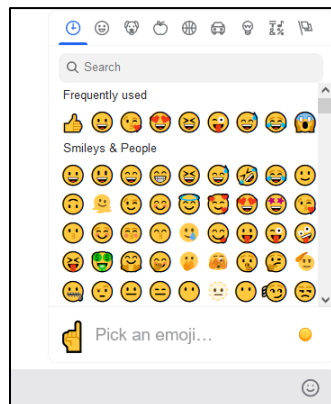 Search
Frequently used
Smileys & People
Pick an emoji…